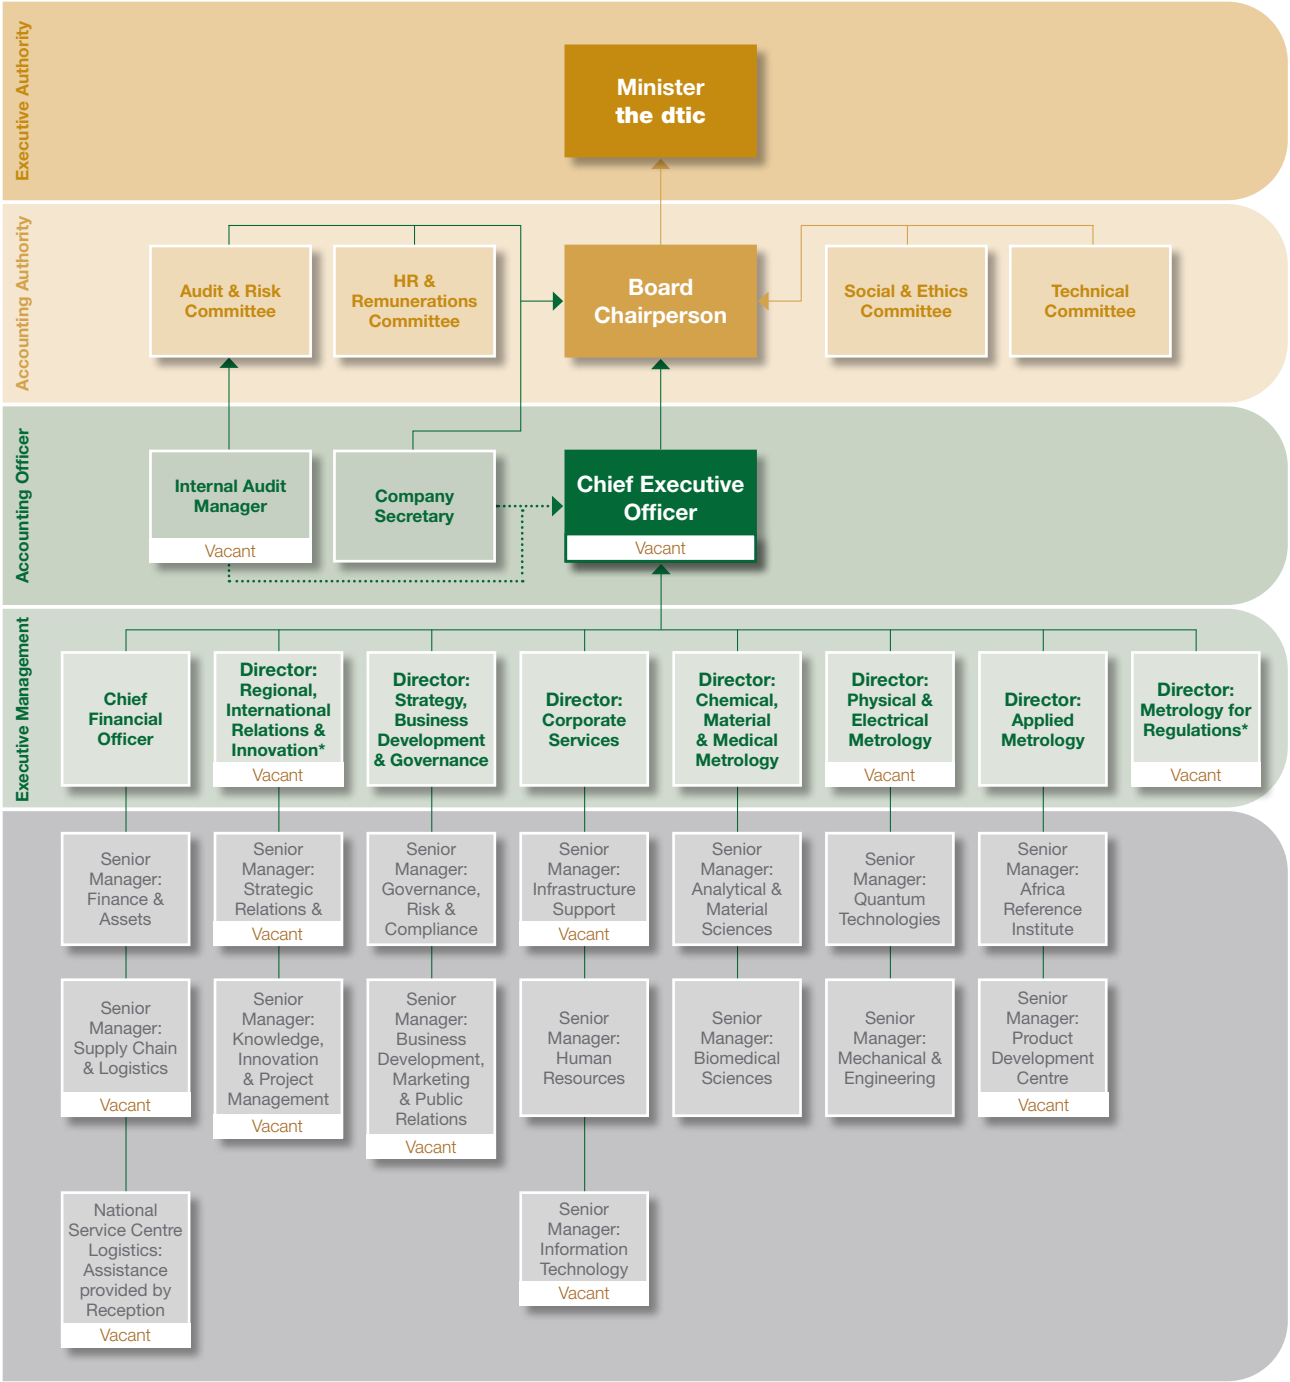 Executive Authority
Minister
the dtic
Accounting Authority
Audit & Risk
Committee
HR &
Remunerations
Committee
Board
Chairperson
Social & Ethics
Committee
Technical
Committee
Accounting Officer
Internal Audit
Manager
Vacant
Company
Secretary
Chief Executive
Officer
Vacant
Executive Management
Chief
Financial
Officer
Director:
Regional,
International
Relations &
Innovation*
Vacant
Director:
Strategy,
Business
Development
& Governance
Director:
Corporate
Services
Director:
Chemical,
Material
& Medical
Metrology
Director:
Physical &
Electrical
Metrology
Vacant
Director:
Applied
Metrology
Director:
Metrology for
Regulations*
Vacant
Senior
Manager:
Finance &
Assets
Senior
Manager:
Strategic
Relations &
Vacant
Senior
Manager:
Governance,
Risk &
Compliance
Senior
Manager:
Infrastructure
Support
Vacant
Senior
Manager:
Analytical &
Material
Sciences
Senior
Manager:
Quantum
Technologies
Senior
Manager:
Africa
Reference
Institute
Senior
Manager:
Supply Chain
& Logistics
Vacant
Senior
Manager:
Knowledge,
Innovation
& Project
Management
Vacant
Senior
Manager:
Business
Development,
Marketing
& Public
Relations
Vacant
Senior
Manager:
Human
Resources
Senior
Manager:
Biomedical
Sciences
Senior
Manager:
Mechanical &
Engineering
Senior
Manager:
Product
Development
Centre
Vacant
National
Service Centre
Logistics:
Assistance
provided by
Reception
Vacant
Senior
Manager:
Information
Technology
Vacant